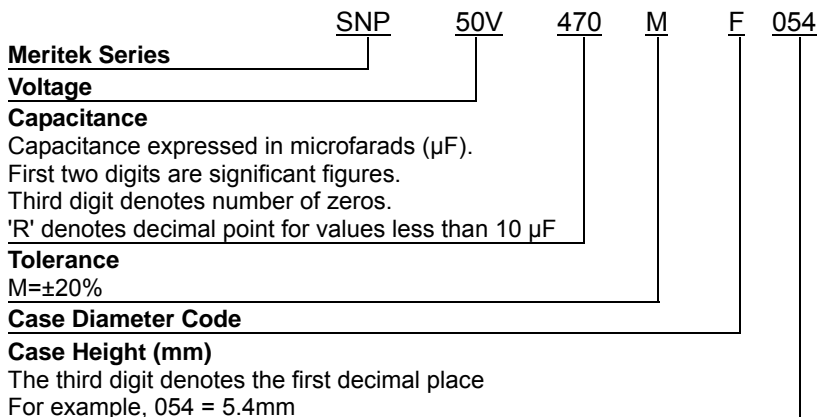 SNP 50V 470 M F 054
Meritek Series
Voltage
Capacitance
Capacitance expressed in microfarads (µF).
First two digits are significant figures.
Third digit denotes number of zeros.
'R' denotes decimal point for values less than 10 µF
Tolerance
M=±20%
Case Diameter Code
Case Height (mm)
The third digit denotes the first decimal place
For example, 054 = 5.4mm